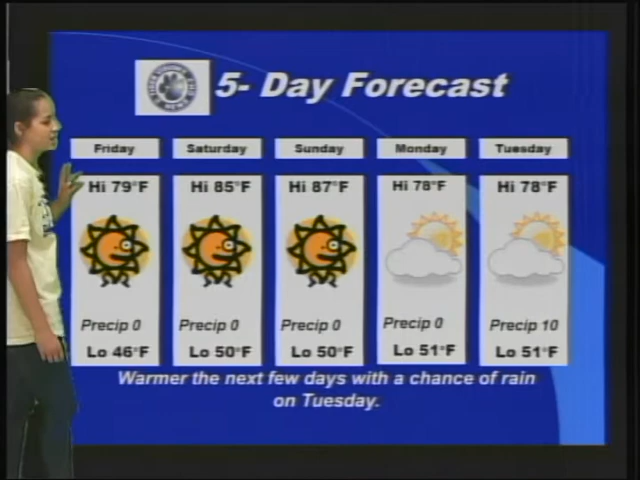 5- Day Forecast
Friday Saturday Sunday Monday Tuesday
Hi 79°F Hi 85°F Hi 87°F Hi 78°F Hi 78°F
Precip 0 Precip 0 Precip 0 Precip 0 Precip 10
Lo 46°F Lo 50°F Lo 50°F Lo 51°F Lo 51°F
Warmer the next few days with a chance of rain
on Tuesday.